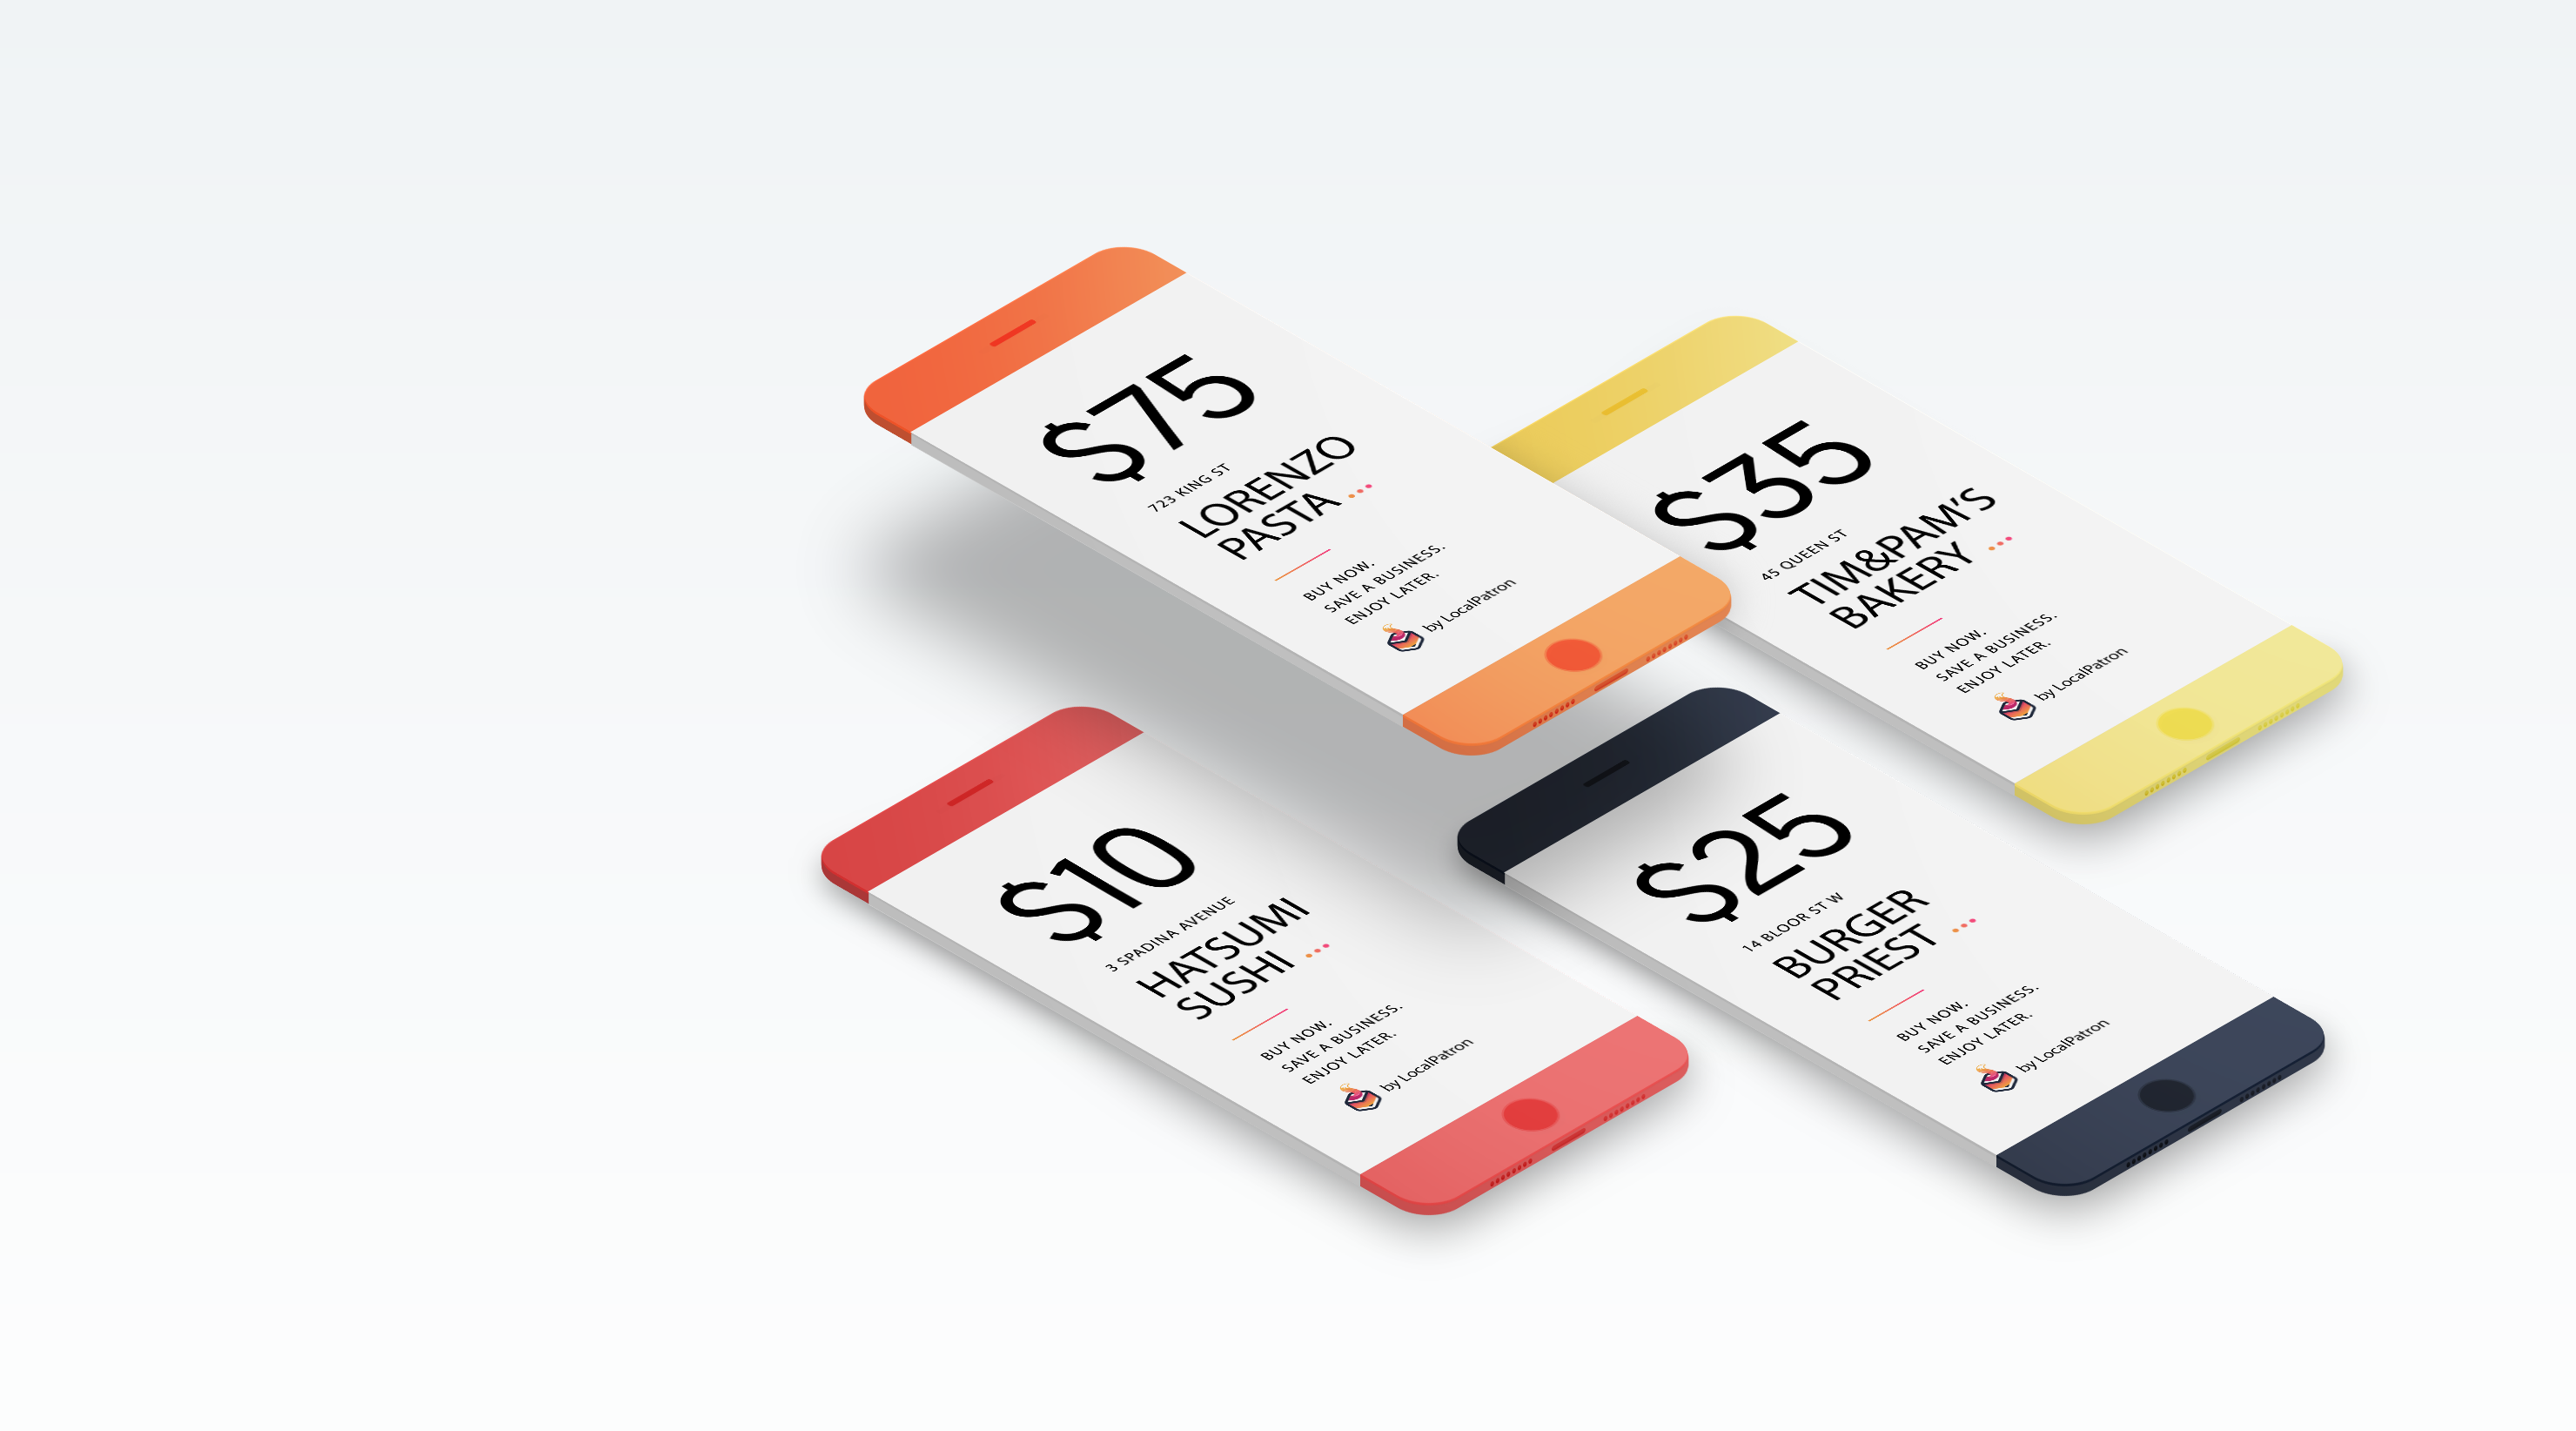 $75
723 KING ST
LORENZO
PASTA
BUY NOW.
SAVE A BUSINESS.
ENJOY LATER.
by LocalPatron
$35
45 QUEEN ST
TIM&PAM'S
BAKERY
BUY NOW.
SAVE A BUSINESS.
ENJOY LATER.
by LocalPatron
$10
3 SPADINA AVENUE
HATSUMI
SUSHI
BUY NOW.
SAVE A BUSINESS.
ENJOY LATER.
by LocalPatron
$25
14 BLOOR ST W
BURGER
PRIEST
BUY NOW.
SAVE A BUSINESS.
ENJOY LATER.
by LocalPatron